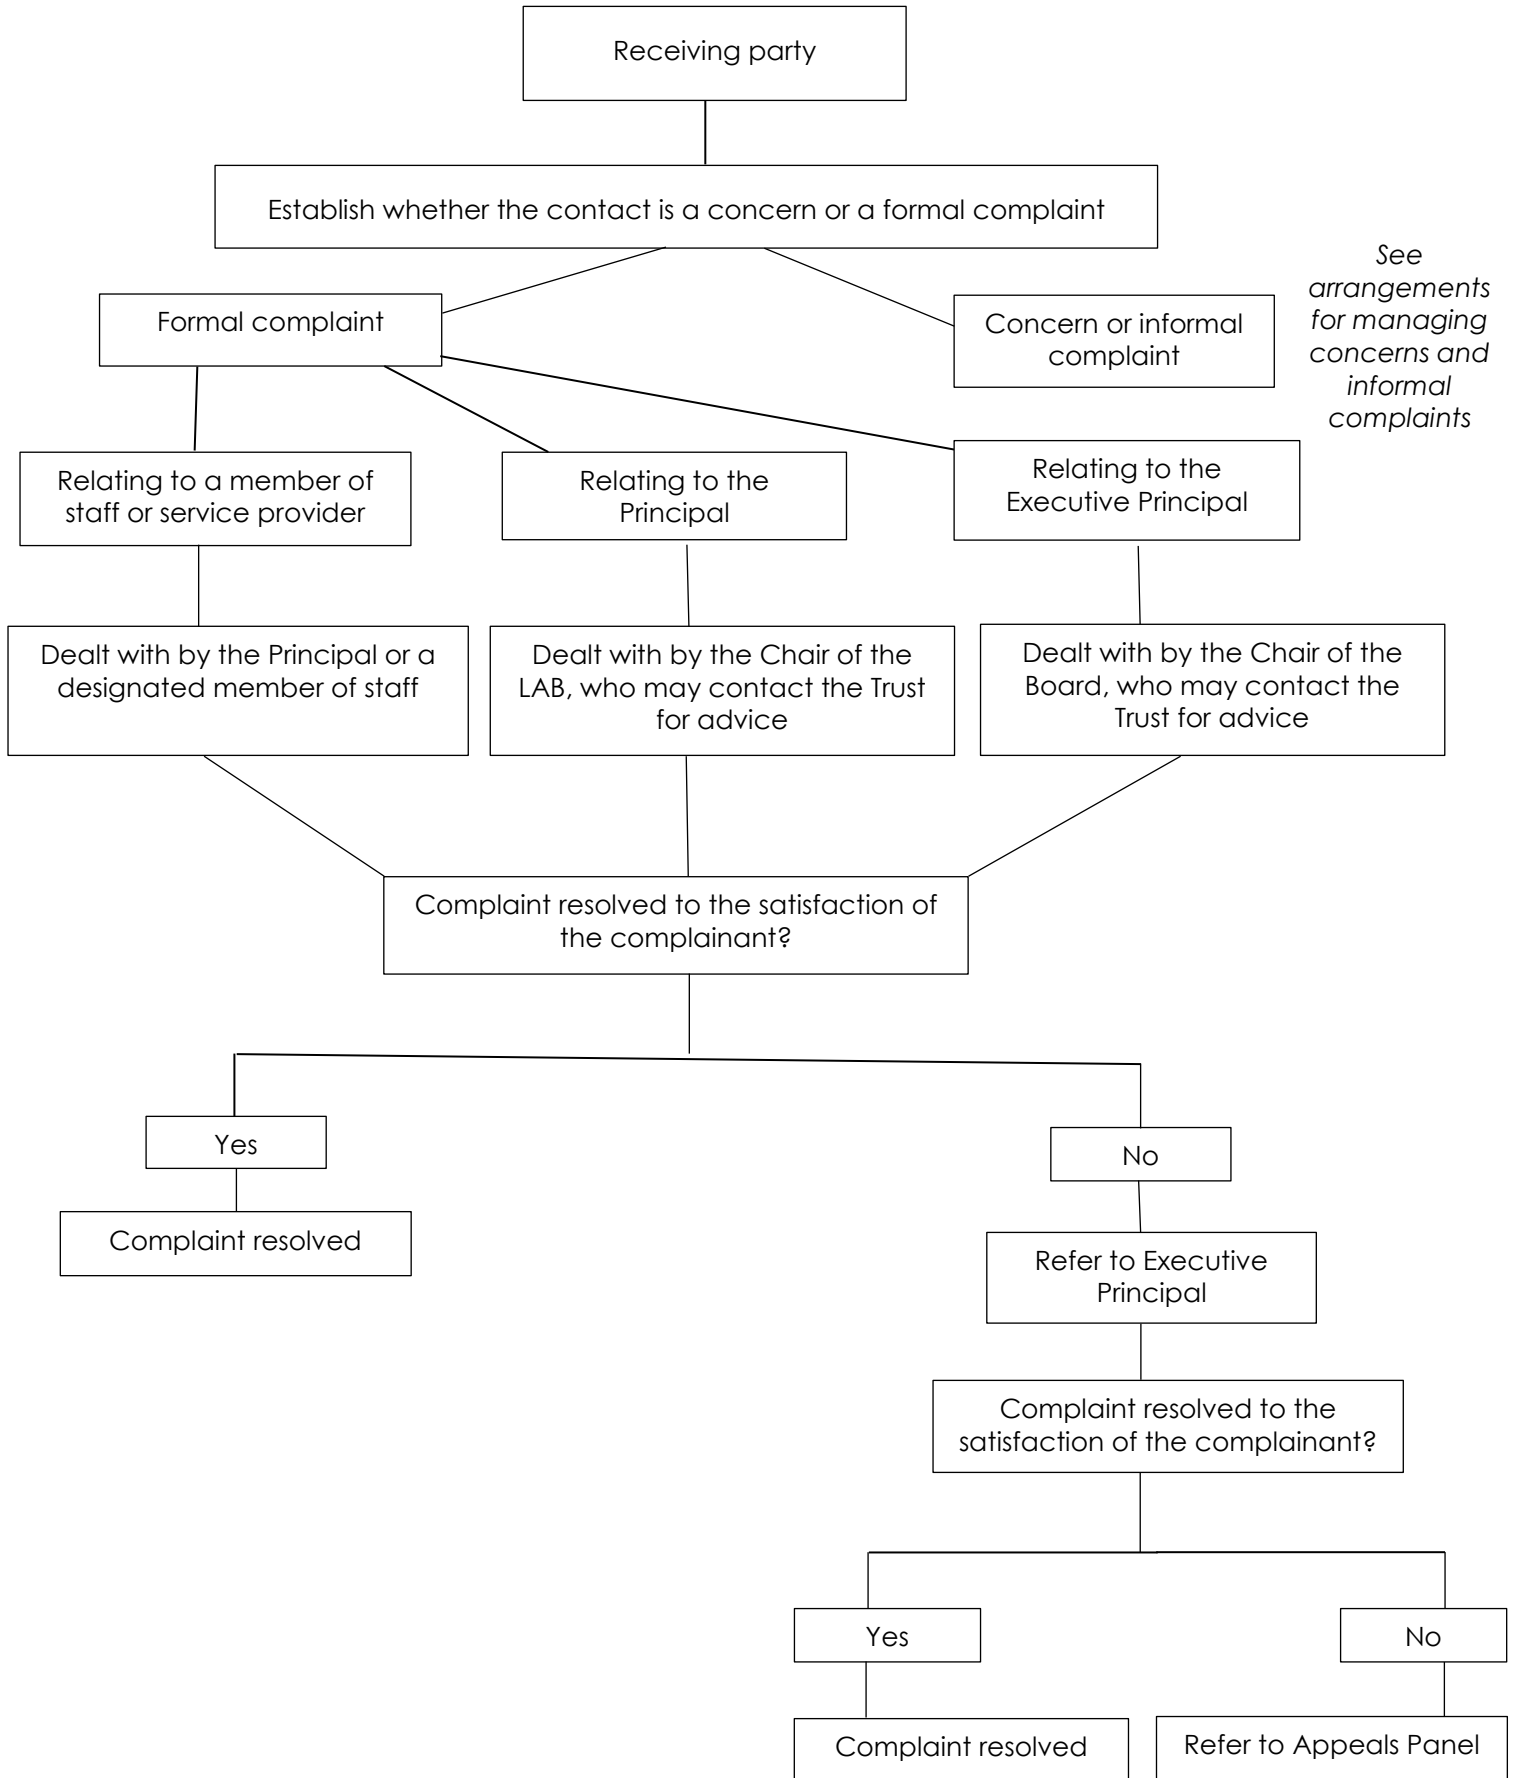 Receiving party
Establish whether the contact is a concern or a formal complaint
Formal complaint
Concern or informal
complaint
See
arrangements
for managing
concerns and
informal
complaints
Relating to a member of
staff or service provider
Relating to the
Principal
Relating to the
Executive Principal
Dealt with by the Principal or a
designated member of staff
Dealt with by the Chair of the
LAB, who may contact the Trust
for advice
Dealt with by the Chair of the
Board, who may contact the
Trust for advice
Complaint resolved to the satisfaction of
the complainant?
Yes
Complaint resolved
No
Refer to Executive
Principal
Complaint resolved to the
satisfaction of the complainant?
Yes
No
Complaint resolved
Refer to Appeals Panel